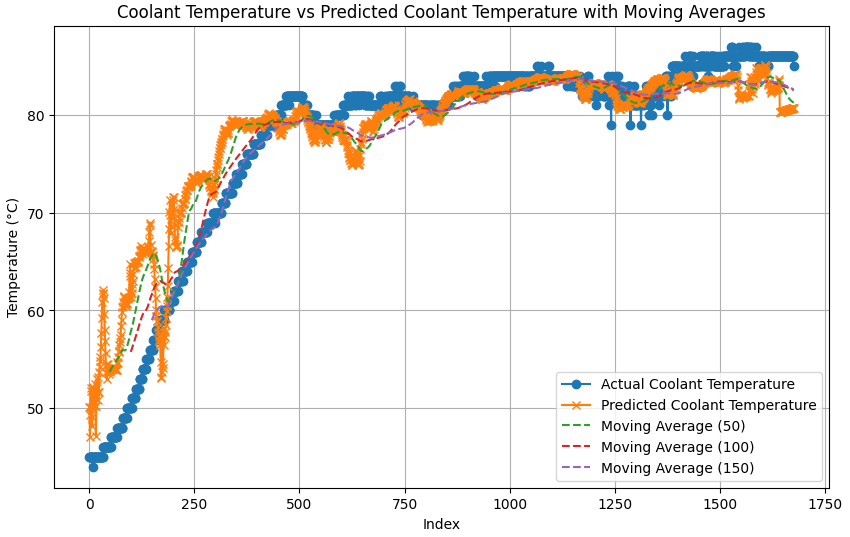 Coolant Temperature vs Predicted Coolant Temperature with Moving Averages
Temperature (°C)
80
70
60
50
Actual Coolant Temperature
Predicted Coolant Temperature
Moving Average (50)
Moving Average (100)
Moving Average (150)
0 250 500 750 1000 1250 1500 1750
Index